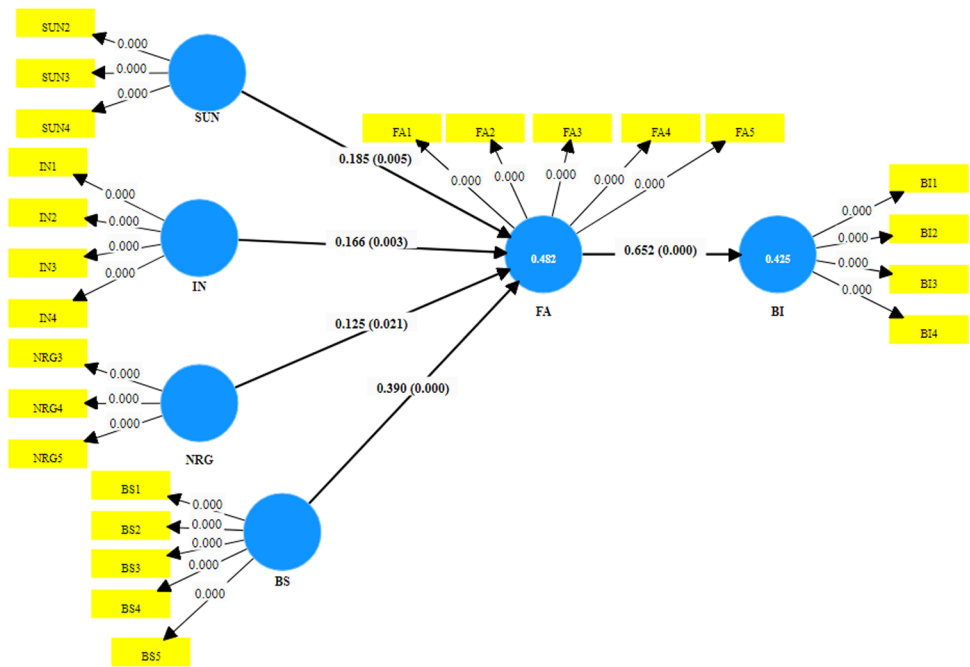 SUN2
0.000
SUN3
0.000
SUN4
0.000
SUN
IN1
0.000
IN2
0.000
IN3
0.000
IN4
0.000
IN
NRG3
0.000
NRG4
0.000
NRG5
0.000
NRG
BS1
0.000
BS2
0.000
BS3
0.000
BS4
0.000
BS5
0.000
BS
0.185 (0.005)
0.166 (0.003)
0.125 (0.021)
0.390 (0.000)
FA1
FA2
FA3
FA4
FA5
0.000
0.000
0.000
0.000
0.000
0.482
FA
0.652 (0.000)
0.425
BI
BI1
0.000
BI2
0.000
BI3
0.000
BI4
0.000